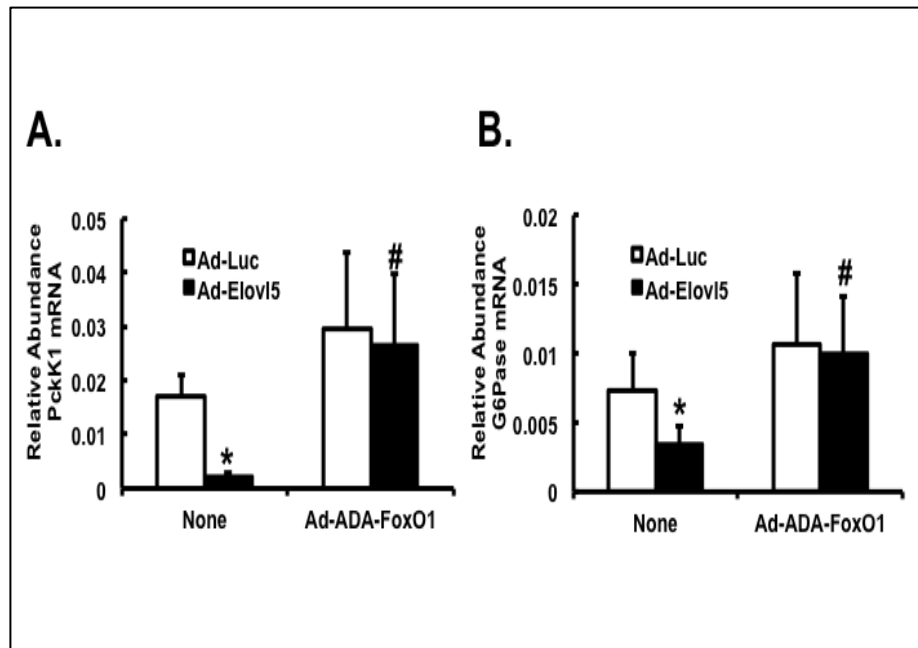 A.
Relative Abundance
PckK1 mRNA
0.05
0.04
0.03
0.02
0.01
0
Ad-Luc
Ad-Elovl5
*
#
None
Ad-ADA-FoxO1
B.
Relative Abundance
G6Pase mRNA
0.02
0.015
0.01
0.005
0
Ad-Luc
Ad-Elovl5
*
#
None
Ad-ADA-FoxO1